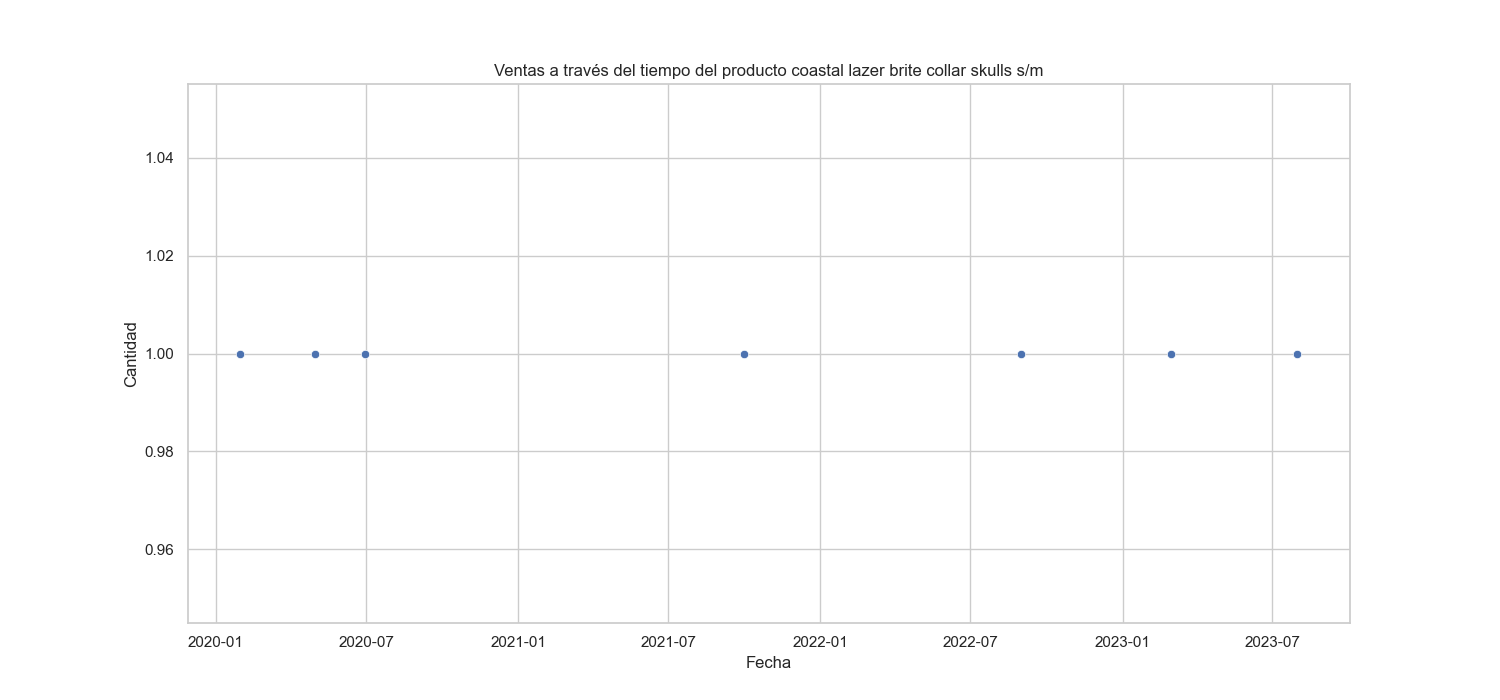 Ventas a través del tiempo del producto coastal lazer brite collar skulls s/m
1.04
1.02
1.00
0.98
0.96
Cantidad
2020-01 2020-07 2021-01 2021-07 2022-01 2022-07 2023-01 2023-07
Fecha